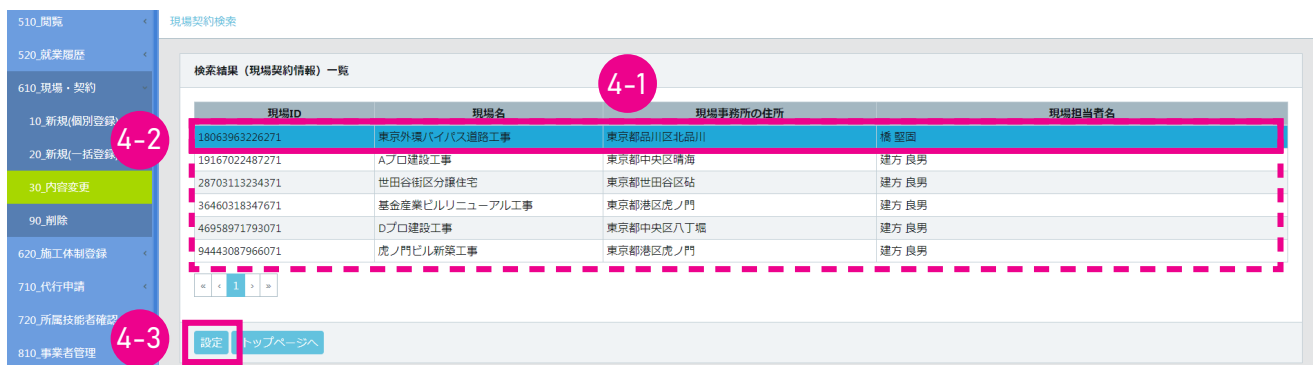 510_閲覧
520_就業履歴
610_現場・契約
10_新規(個別登録)
20_新規(一括登録)
30_内容変更
90_削除
620_施工体制登録
710_代行申請
720_所属技能者確認
810_事業者管理
現場契約検索
検索結果（現場契約情報）一覧
4-1
現場ID 現場名 現場事務所の住所 現場担当者名
4-2
18063963226271 東京外環バイパス道路工事 東京都品川区北品川 橋 堅固
19167022487271 Aプロ建設工事 東京都中央区晴海 建方 良男
28703113234371 世田谷街区分譲住宅 東京都世田谷区砧 建方 良男
36460318347671 基金産業ビルリニューアル工事 東京都港区虎ノ門 建方 良男
46958971793071 Dプロ建設工事 東京都中央区八丁堀 建方 良男
94443087966071 虎ノ門ビル新築工事 東京都港区虎ノ門 建方 良男
« ‹ 1 › »
4-3
設定 トップページへ